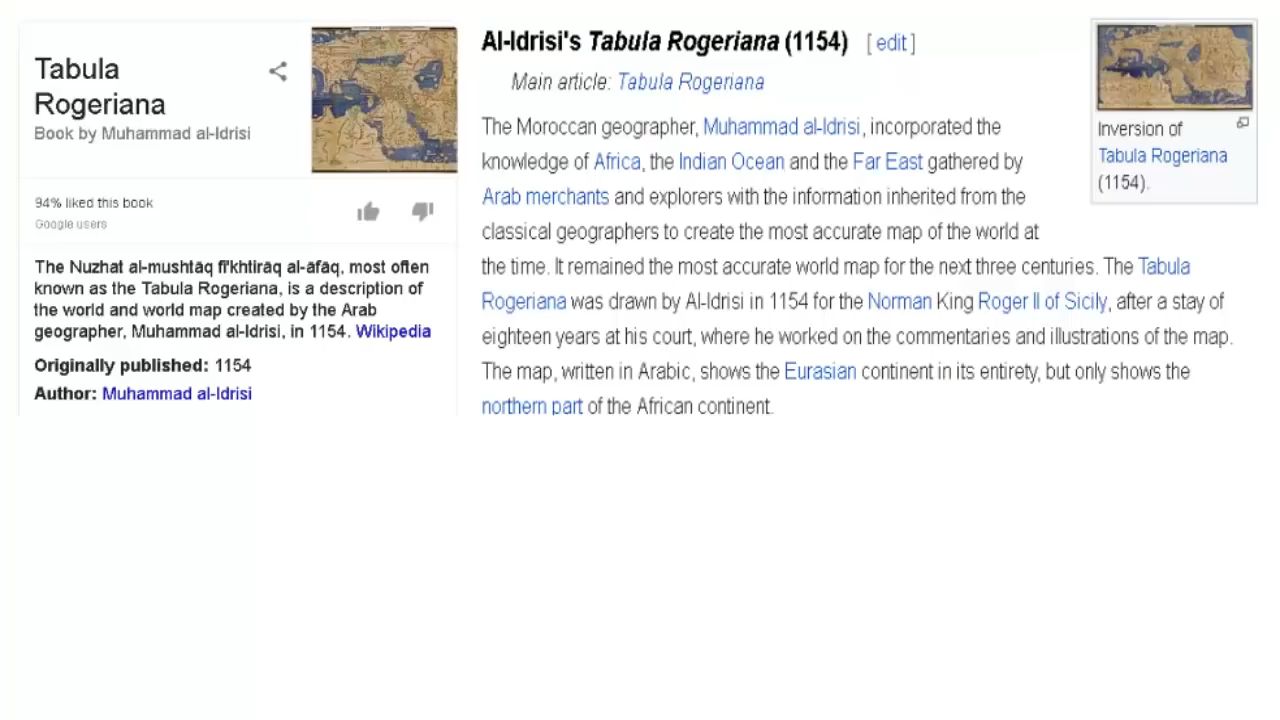 Tabula
Rogeriana
Book by Muhammad al-Idrisi
94% liked this book
Google users
The Nuzhat al-mushtāq fi'khtirāq al-āfāq, most often
known as the Tabula Rogeriana, is a description of
the world and world map created by the Arab
geographer, Muhammad al-Idrisi, in 1154. Wikipedia
Originally published: 1154
Author: Muhammad al-Idrisi
Al-Idrisi's Tabula Rogeriana (1154) [ edit ]
Main article: Tabula Rogeriana
The Moroccan geographer, Muhammad al-Idrisi, incorporated the
knowledge of Africa, the Indian Ocean and the Far East gathered by
Arab merchants and explorers with the information inherited from the
classical geographers to create the most accurate map of the world at
the time. It remained the most accurate world map for the next three centuries. The Tabula
Rogeriana was drawn by Al-Idrisi in 1154 for the Norman King Roger II of Sicily, after a stay of
eighteen years at his court, where he worked on the commentaries and illustrations of the map.
The map, written in Arabic, shows the Eurasian continent in its entirety, but only shows the
northern part of the African continent.
Inversion of
Tabula Rogeriana
(1154).